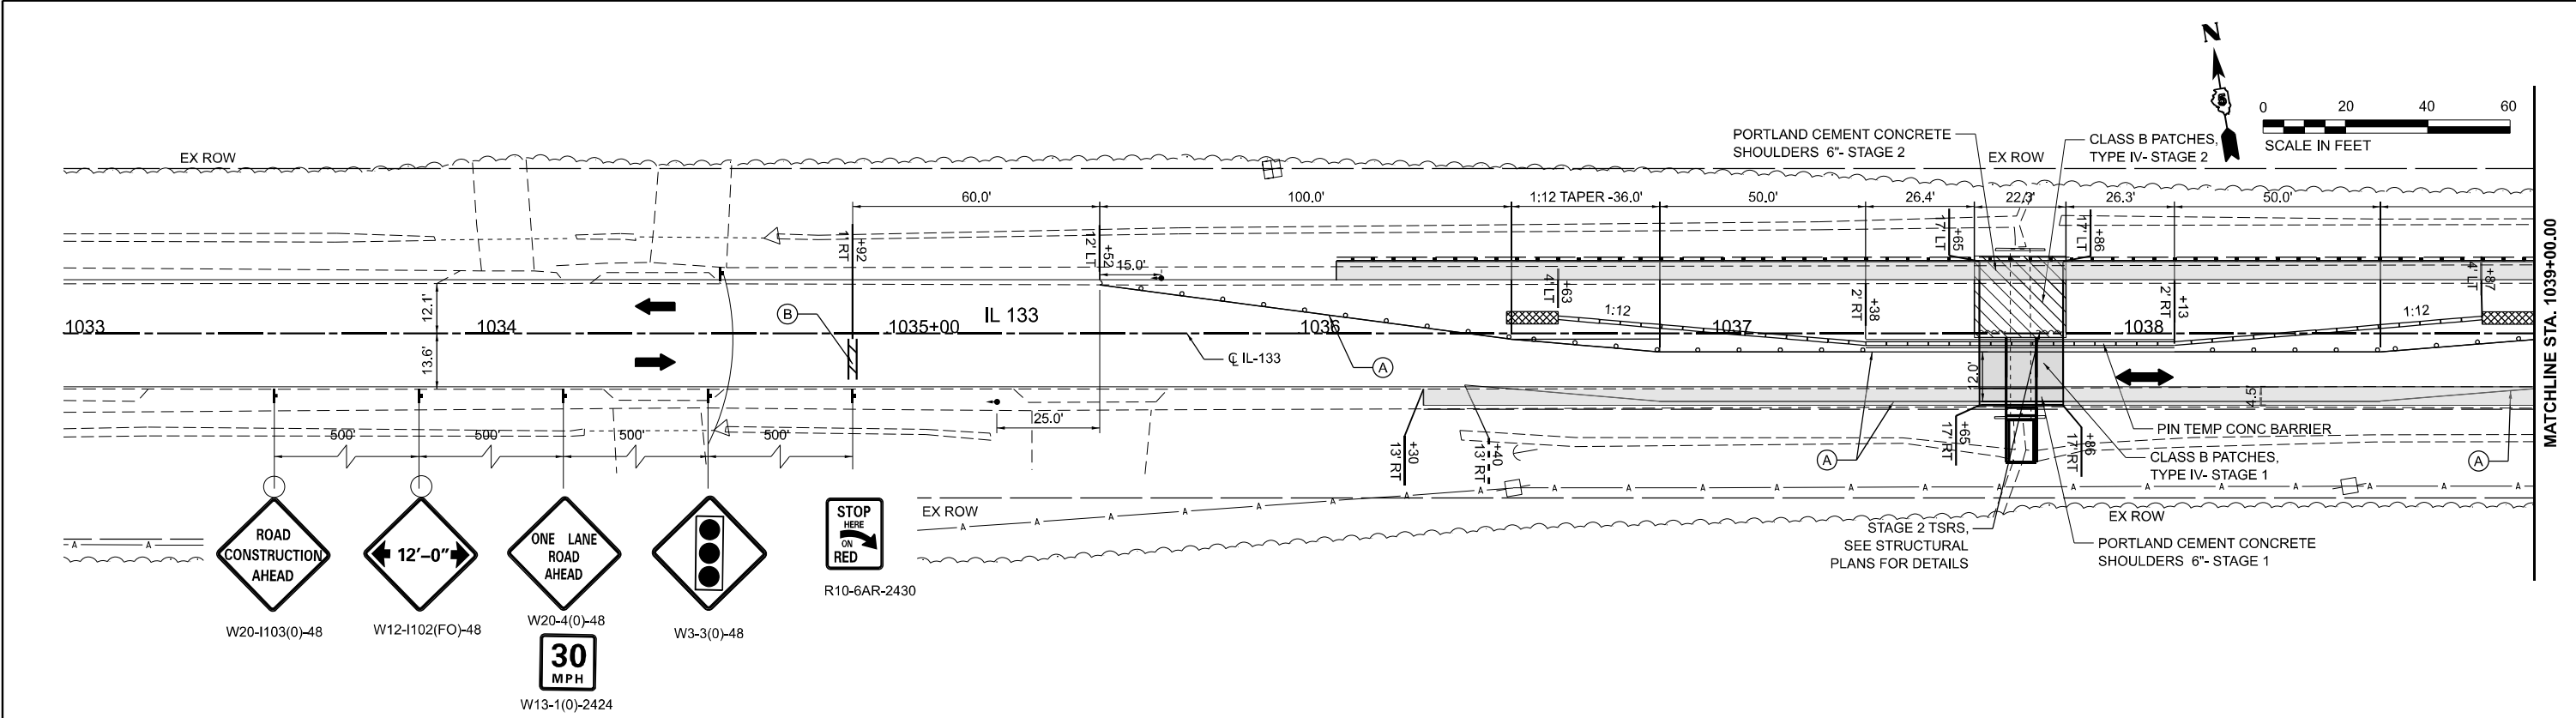 N
5
0 20 40 60
SCALE IN FEET
PORTLAND CEMENT CONCRETE
SHOULDERS 6"- STAGE 2
CLASS B PATCHES,
TYPE IV- STAGE 2
EX ROW
EX ROW
60.0'
100.0'
1:12 TAPER -36.0'
50.0'
26.4'
22.3'
26.3'
50.0'
+92
1' RT
+52
12' LT
15.0'
+63
4' LT
+65
17' LT
+86
17' LT
+87
4' LT
+38
2' RT
+13
2' RT
1:12
1:12
12.1'
13.6'
1033
1034
1035+00
IL 133
1036
1037
1038
B
℄ IL-133
A
12.0'
4.5'
MATCHLINE STA. 1039+00.00
25.0'
500'
500'
500'
500'
+30
13' RT
+40
13' RT
+65
17' RT
+86
17' RT
A
A
PIN TEMP CONC BARRIER
CLASS B PATCHES,
TYPE IV- STAGE 1
EX ROW
EX ROW
A A A A A A A A A A A A A A A A
A A
STAGE 2 TSRS,
SEE STRUCTURAL
PLANS FOR DETAILS
PORTLAND CEMENT CONCRETE
SHOULDERS 6"- STAGE 1
ROAD
CONSTRUCTION
AHEAD
W20-I103(0)-48
12'–0"
W12-I102(FO)-48
ONE LANE
ROAD
AHEAD
W20-4(0)-48
30
MPH
W13-1(0)-2424
W3-3(0)-48
STOP
HERE
ON
RED
R10-6AR-2430